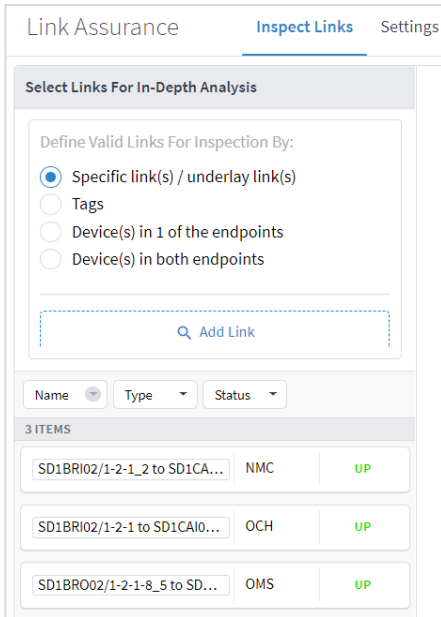 Link Assurance Inspect Links Settings
Select Links For In-Depth Analysis
Define Valid Links For Inspection By:
Specific link(s) / underlay link(s)
Tags
Device(s) in 1 of the endpoints
Device(s) in both endpoints
Add Link
Name Type Status
3 ITEMS
SD1BRI02/1-2-1_2 to SD1CA... NMC UP
SD1BRI02/1-2-1 to SD1CAI0... OCH UP
SD1BRO02/1-2-1-8_5 to SD... OMS UP